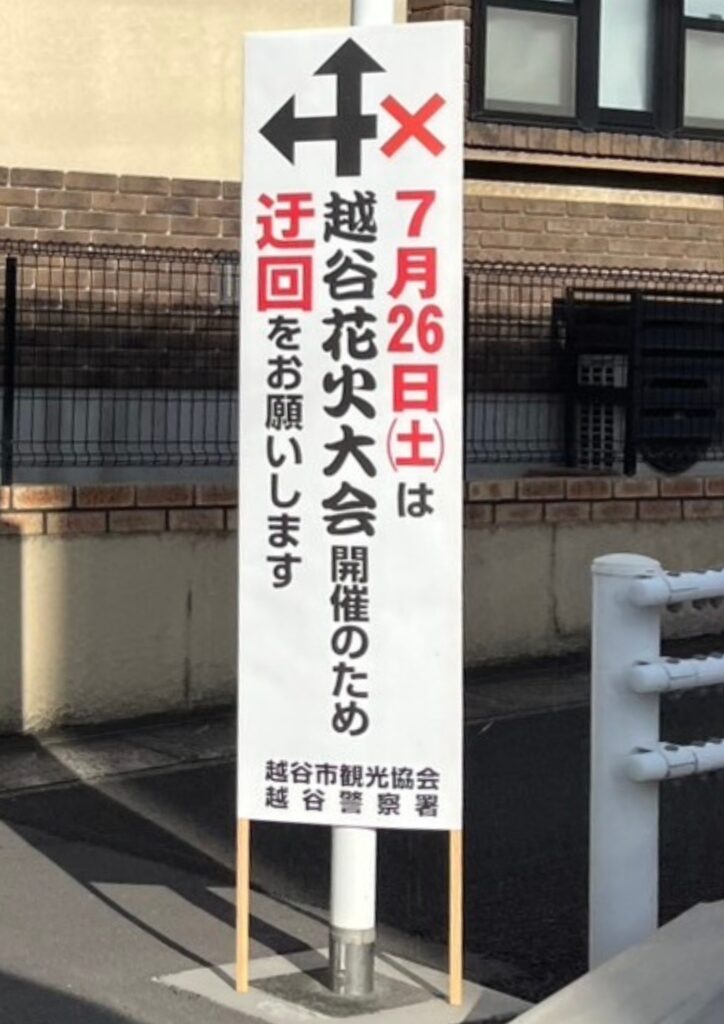 7月26日(土)は
越谷花火大会開催のため
迂回をお願いします
越谷市観光協会
越谷警察署